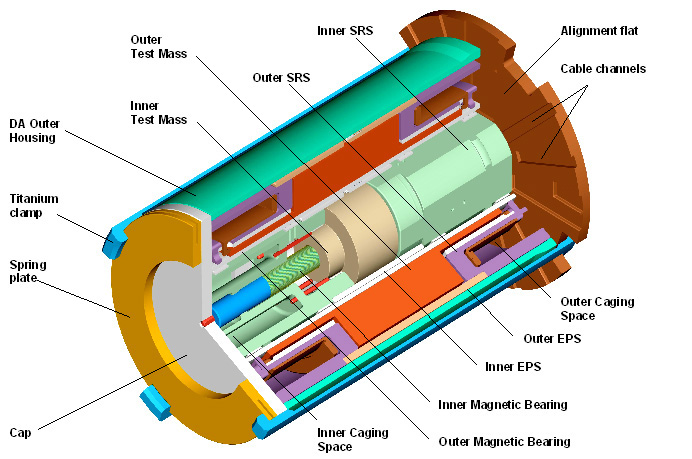 Inner SRS
Outer
Test Mass
Alignment flat
Outer SRS
Cable channels
Inner
Test Mass
DA Outer
Housing
Titanium
clamp
Spring
plate
Outer Caging
Space
Outer EPS
Inner EPS
Inner Magnetic Bearing
Cap
Inner Caging
Space
Outer Magnetic Bearing